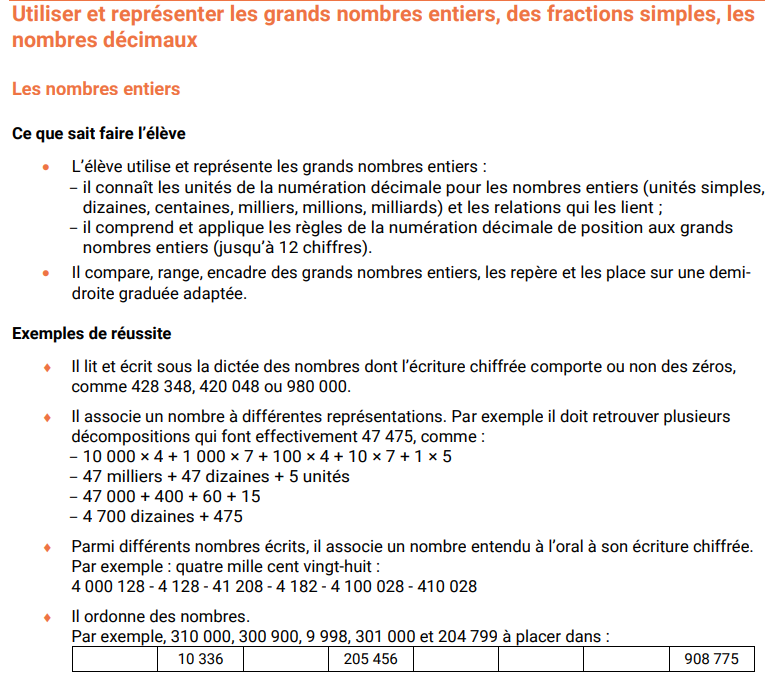 Utiliser et représenter les grands nombres entiers, des fractions simples, les
nombres décimaux
Les nombres entiers
Ce que sait faire l’élève
• L’élève utilise et représente les grands nombres entiers :
– il connaît les unités de la numération décimale pour les nombres entiers (unités simples,
dizaines, centaines, milliers, millions, milliards) et les relations qui les lient ;
– il comprend et applique les règles de la numération décimale de position aux grands
nombres entiers (jusqu’à 12 chiffres).
• Il compare, range, encadre des grands nombres entiers, les repère et les place sur une demi-
droite graduée adaptée.
Exemples de réussite
♦ Il lit et écrit sous la dictée des nombres dont l’écriture chiffrée comporte ou non des zéros,
comme 428 348, 420 048 ou 980 000.
♦ Il associe un nombre à différentes représentations. Par exemple il doit retrouver plusieurs
décompositions qui font effectivement 47 475, comme :
– 10 000 × 4 + 1 000 × 7 + 100 × 4 + 10 × 7 + 1 × 5
– 47 milliers + 47 dizaines + 5 unités
– 47 000 + 400 + 60 + 15
– 4 700 dizaines + 475
♦ Parmi différents nombres écrits, il associe un nombre entendu à l’oral à son écriture chiffrée.
Par exemple : quatre mille cent vingt-huit :
4 000 128 - 4 128 - 41 208 - 4 182 - 4 100 028 - 410 028
♦ Il ordonne des nombres.
Par exemple, 310 000, 300 900, 9 998, 301 000 et 204 799 à placer dans :
10 336 205 456 908 775